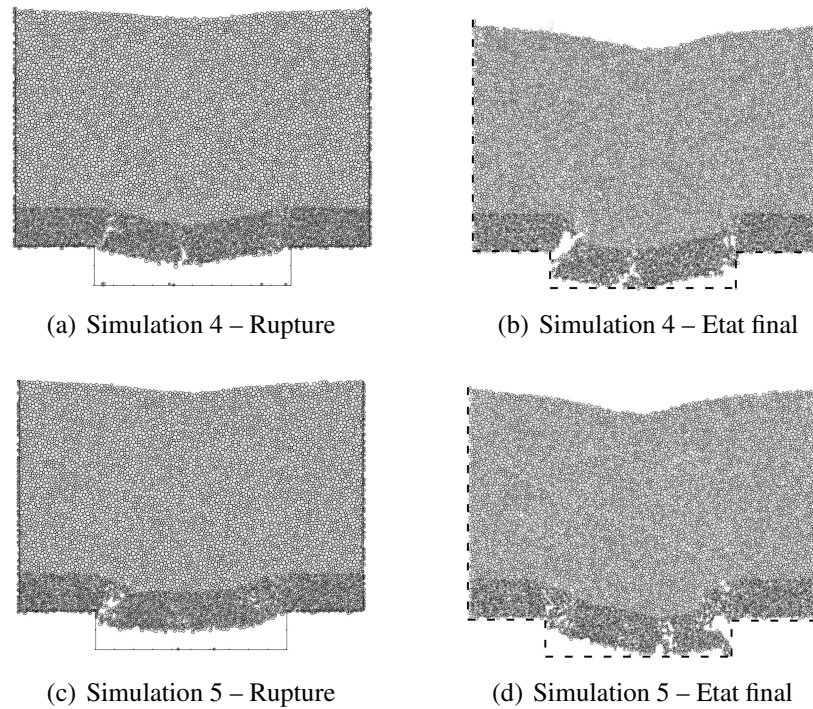 (a) Simulation 4 – Rupture
(b) Simulation 4 – Etat final
(c) Simulation 5 – Rupture
(d) Simulation 5 – Etat final